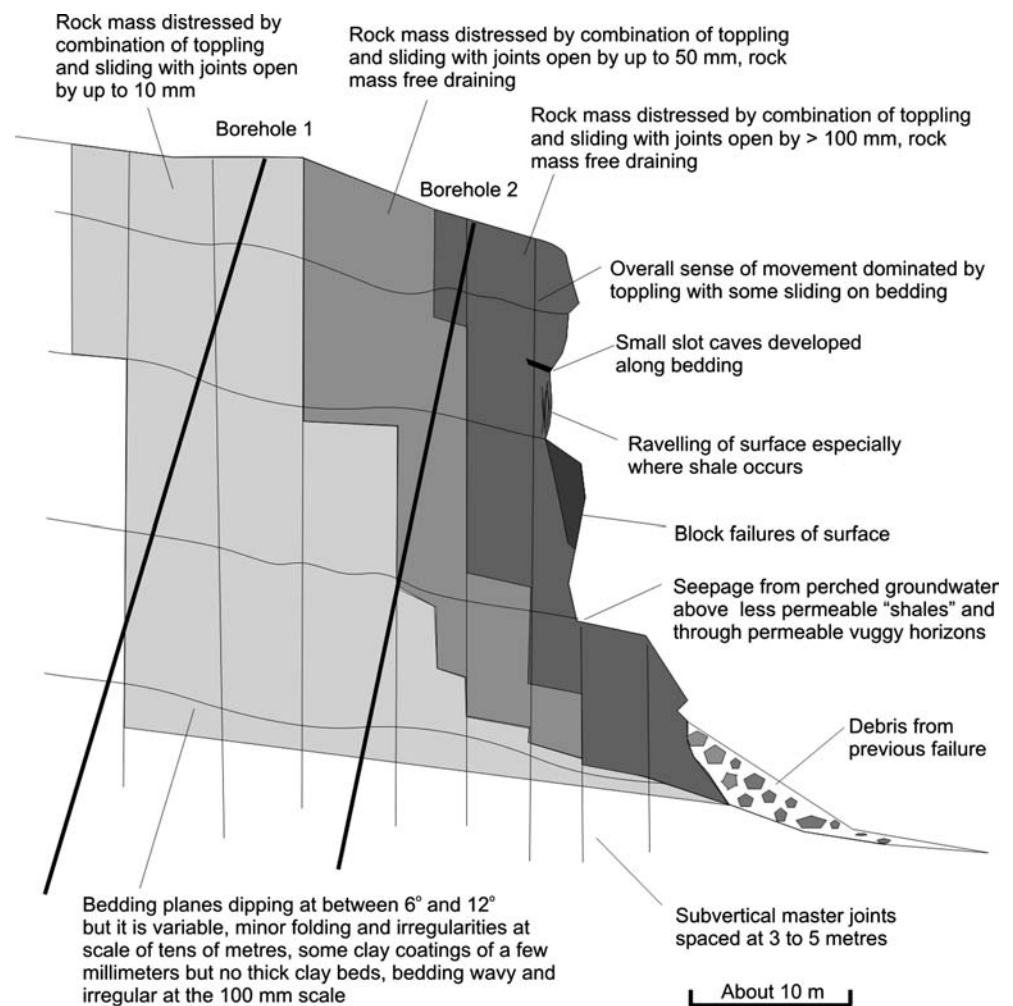 Rock mass distressed by
combination of toppling
and sliding with joints open
by up to 10 mm
Rock mass distressed by combination of toppling
and sliding with joints open by up to 50 mm, rock
mass free draining
Rock mass distressed by combination of toppling
and sliding with joints open by > 100 mm, rock
mass free draining
Borehole 1
Borehole 2
Overall sense of movement dominated by
toppling with some sliding on bedding
Small slot caves developed
along bedding
Ravelling of surface especially
where shale occurs
Block failures of surface
Seepage from perched groundwater
above less permeable “shales” and
through permeable vuggy horizons
Debris from
previous failure
Bedding planes dipping at between 6° and 12°
but it is variable, minor folding and irregularities at
scale of tens of metres, some clay coatings of a few
millimeters but no thick clay beds, bedding wavy and
irregular at the 100 mm scale
Subvertical master joints
spaced at 3 to 5 metres
About 10 m